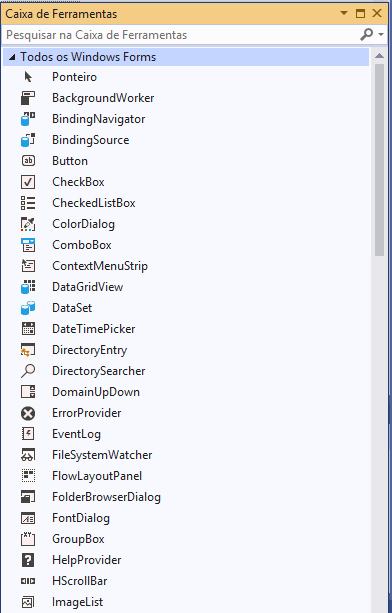 Caixa de Ferramentas
Pesquisar na Caixa de Ferramentas
Todos os Windows Forms
Ponteiro
BackgroundWorker
BindingNavigator
BindingSource
Button
CheckBox
CheckedListBox
ColorDialog
ComboBox
ContextMenuStrip
DataGridView
DataSet
DateTimePicker
DirectoryEntry
DirectorySearcher
DomainUpDown
ErrorProvider
EventLog
FileSystemWatcher
FlowLayoutPanel
FolderBrowserDialog
FontDialog
GroupBox
HelpProvider
HScrollBar
ImageList